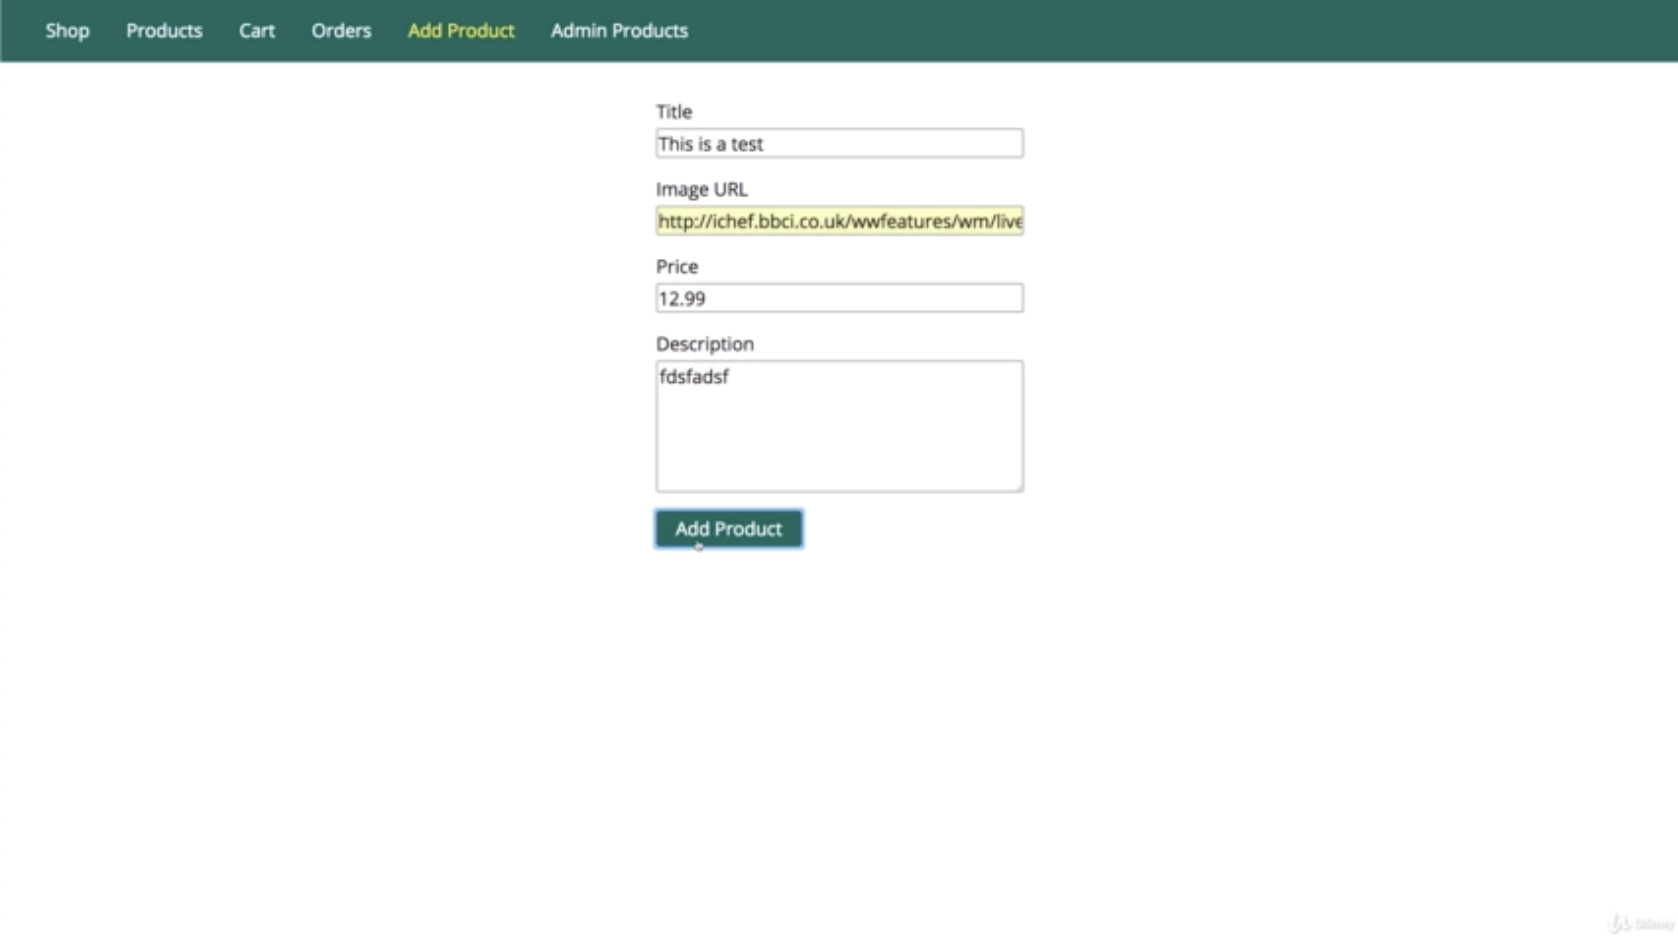 Shop Products Cart Orders Add Product Admin Products
Title
This is a test
Image URL
http://ichef.bbci.co.uk/wwfeatures/wm/live
Price
12.99
Description
fdsfadsf
Add Product
Udemy